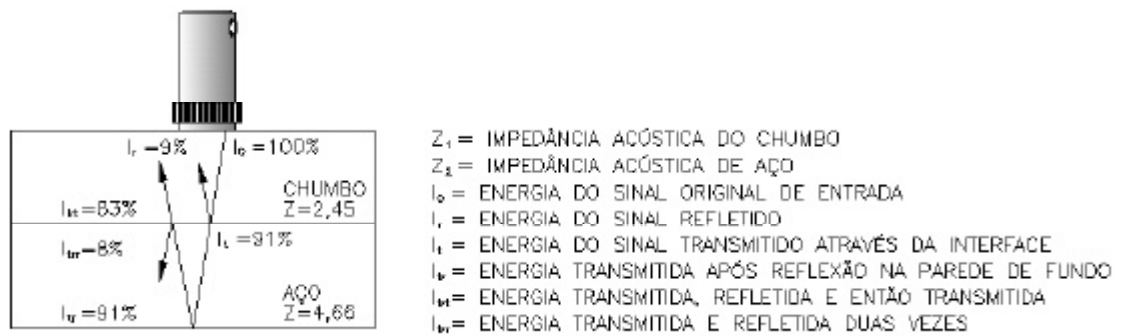 Iᵣ =9%
I₀ =100%
CHUMBO
Z=2,45
Iₜᵣₜ=83%
Iₜᵣᵣ=8%
Iₜ =91%
AÇO
Z=4,66
Iₜᵣ=91%
Z₁ = IMPEDÂNCIA ACÚSTICA DO CHUMBO
Z₂ = IMPEDÂNCIA ACÚSTICA DE AÇO
I₀ = ENERGIA DO SINAL ORIGINAL DE ENTRADA
Iᵣ = ENERGIA DO SINAL REFLETIDO
Iₜ = ENERGIA DO SINAL TRANSMITIDO ATRAVÉS DA INTERFACE
Iₜᵣ = ENERGIA TRANSMITIDA APÓS REFLEXÃO NA PAREDE DE FUNDO
Iₜᵣₜ= ENERGIA TRANSMITIDA, REFLETIDA E ENTÃO TRANSMITIDA
Iₜᵣᵣ= ENERGIA TRANSMITIDA E REFLETIDA DUAS VEZES